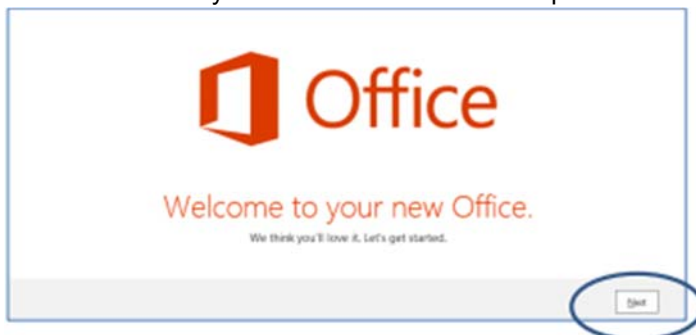 Office
Welcome to your new Office.
We think you'll love it. Let's get started.
Next